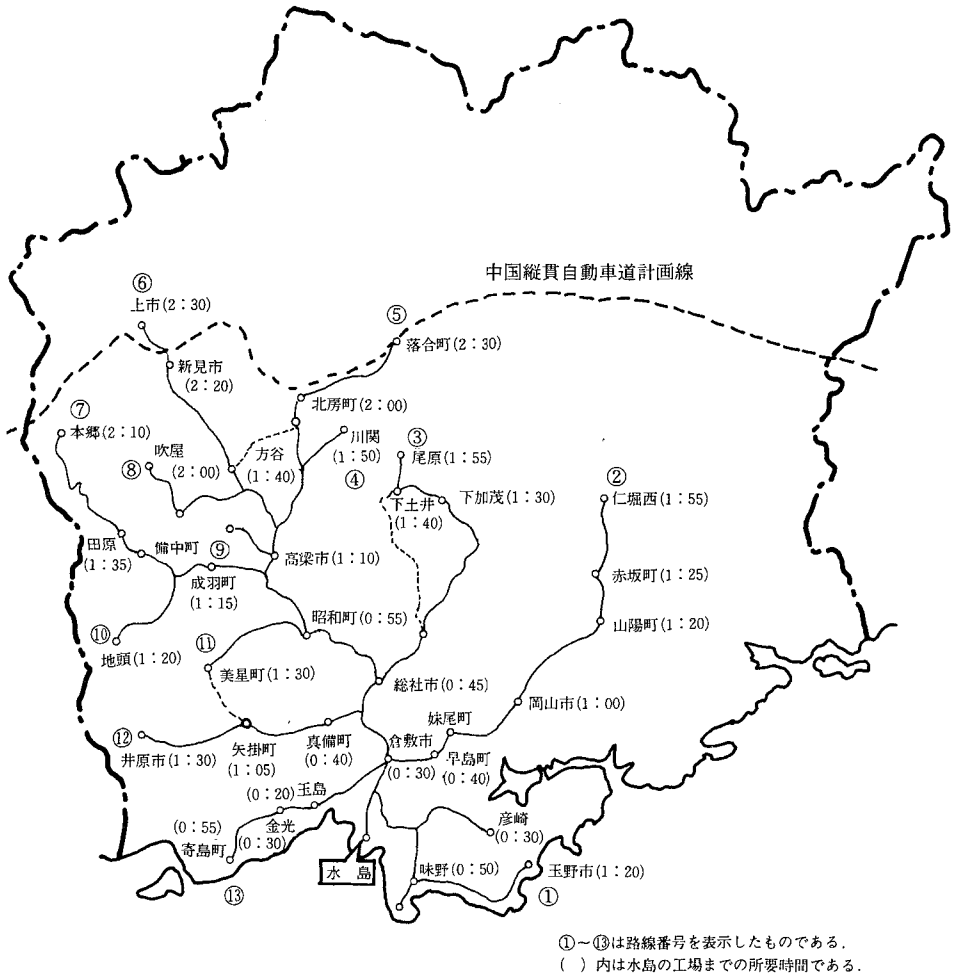 中国縦貫自動車道計画線
⑥
上市(2:30)
⑤
落合町(2:30)
新見市
(2:20)
北房町(2:00)
⑦
本郷(2:10)
吹屋
⑧
(2:00)
方谷
(1:40)
川関
(1:50)
④
③
尾原(1:55)
下土井
(1:40)
下加茂(1:30)
②
仁堀西(1:55)
田原
(1:35)
備中町
⑨
成羽町
(1:15)
高梁市(1:10)
赤坂町(1:25)
山陽町(1:20)
昭和町(0:55)
⑩
地頭(1:20)
⑪
美星町(1:30)
総社市(0:45)
岡山市(1:00)
⑫
井原市(1:30)
矢掛町
(1:05)
真備町
(0:40)
倉敷市
(0:30)
妹尾町
早島町
(0:40)
(0:20)
玉島
金光
(0:30)
(0:55)
寄島町
⑬
水島
彦崎
(0:30)
味野(0:50)
玉野市(1:20)
①
①~⑬は路線番号を表示したものである.
( )内は水島の工場までの所要時間である.